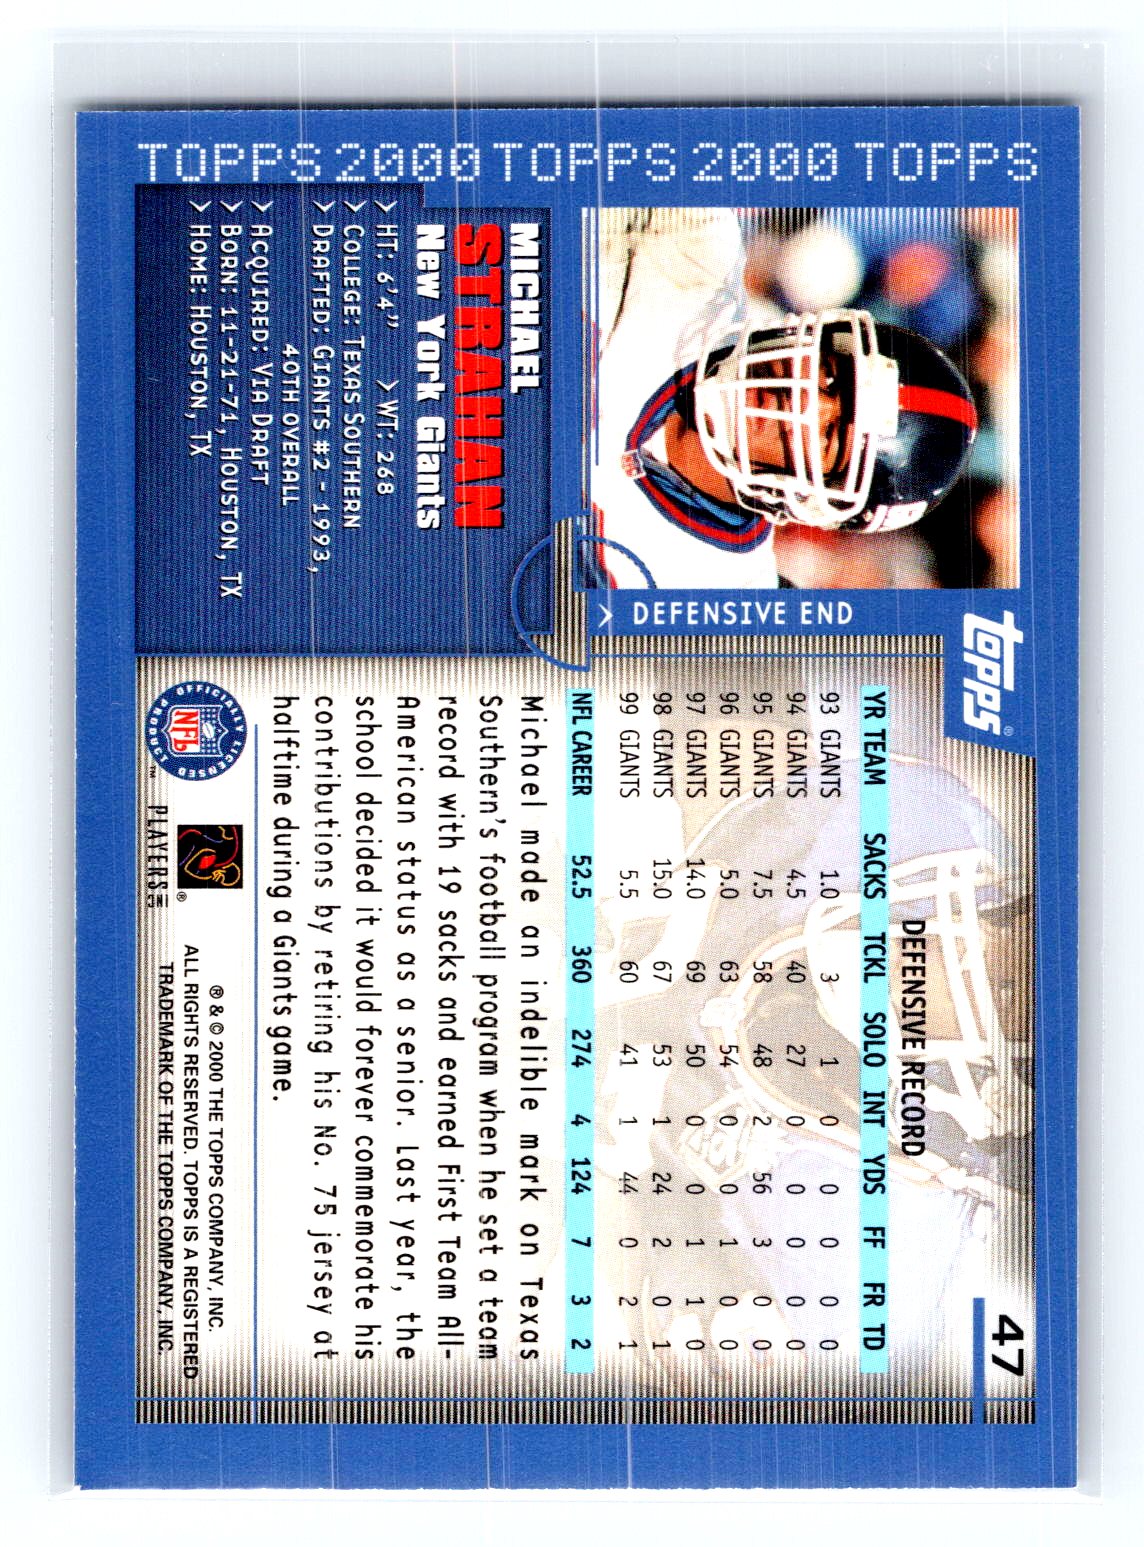 TOPPS 2000 TOPPS 2000 TOPPS
TOPPS®
47
> DEFENSIVE END
MICHAEL
STRAHAN
New York Giants
> HT: 6'4" > WT: 268
> COLLEGE: TEXAS SOUTHERN
> DRAFTED: GIANTS #2 - 1993,
40TH OVERALL
> ACQUIRED: VIA DRAFT
> BORN: 11-21-71, HOUSTON, TX
> HOME: HOUSTON, TX
DEFENSIVE RECORD
YR TEAM SACKS TCKL SOLO INT YDS FF FR TD
93 GIANTS 1.0 3 1 0 0 0 0 0
94 GIANTS 4.5 40 27 0 0 0 0 0
95 GIANTS 7.5 58 48 2 56 3 0 0
96 GIANTS 5.0 63 54 0 0 1 0 0
97 GIANTS 14.0 69 50 0 0 1 1 0
98 GIANTS 15.0 67 53 1 24 2 0 1
99 GIANTS 5.5 60 41 1 44 0 2 1
NFL CAREER 52.5 360 274 4 124 7 3 2
Michael made an indelible mark on Texas
Southern's football program when he set a team
record with 19 sacks and earned First Team All-
American status as a senior. Last year, the
school decided it would forever commemorate his
contributions by retiring his No. 75 jersey at
halftime during a Giants game.
OFFICIALLY LICENSED PRODUCT
NFL
™
®
PLAYERS INC
® & © 2000 THE TOPPS COMPANY, INC.
ALL RIGHTS RESERVED. TOPPS IS A REGISTERED
TRADEMARK OF THE TOPPS COMPANY, INC.